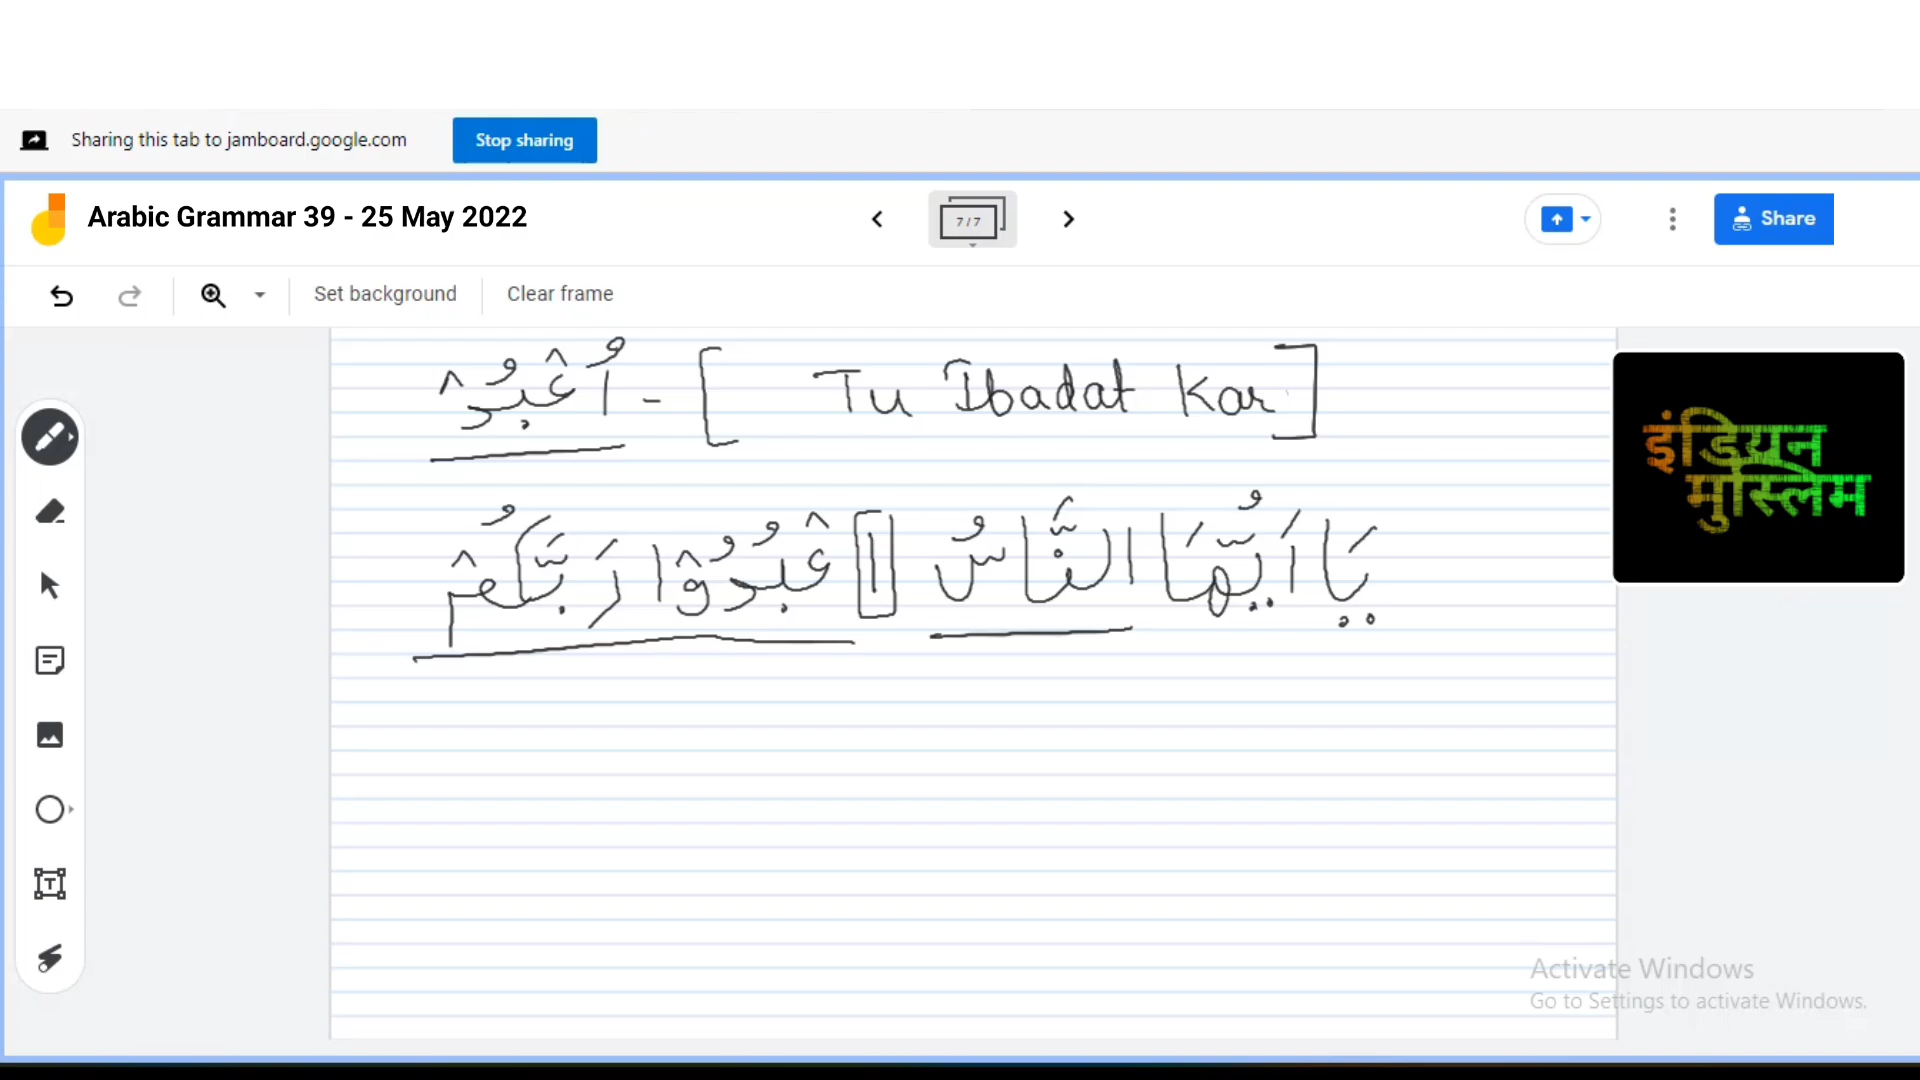 Sharing this tab to jamboard.google.com
Stop sharing
Arabic Grammar 39 - 25 May 2022
7/7
Share
Set background
Clear frame
اُعْبُدْ - [ Tu Ibadat Kar ]
يَا اَيُّهَا النَّاسُ اعْبُدُوْا رَبَّكُمْ
इंडियन
मुस्लिम
T
Activate Windows
Go to Settings to activate Windows.